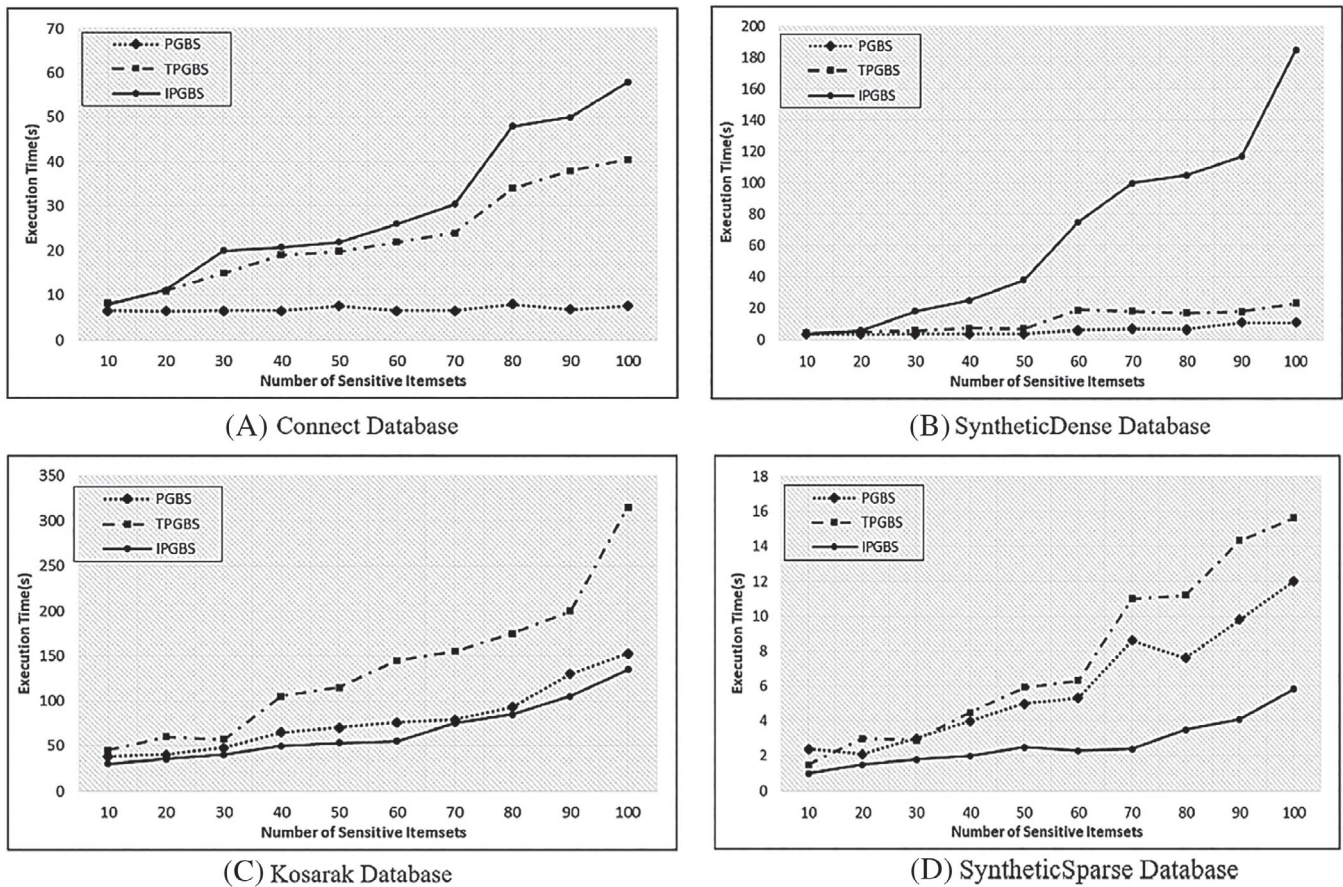 70
60
50
40
30
20
10
0
Execution Time(s)
PGBS
TPGBS
IPGBS
10 20 30 40 50 60 70 80 90 100
Number of Sensitive Itemsets
(A) Connect Database
200
180
160
140
120
100
80
60
40
20
0
Execution Time(s)
PGBS
TPGBS
IPGBS
10 20 30 40 50 60 70 80 90 100
Number of Sensitive Itemsets
(B) SyntheticDense Database
350
300
250
200
150
100
50
0
Execution Time(s)
PGBS
TPGBS
IPGBS
10 20 30 40 50 60 70 80 90 100
Number of Sensitive Itemsets
(C) Kosarak Database
18
16
14
12
10
8
6
4
2
0
Execution Time(s)
PGBS
TPGBS
IPGBS
10 20 30 40 50 60 70 80 90 100
Number of Sensitive Itemsets
(D) SyntheticSparse Database